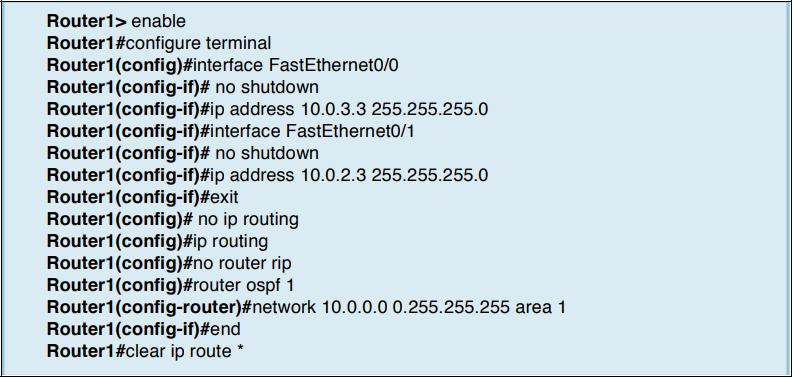 Router1> enable
Router1#configure terminal
Router1(config)#interface FastEthernet0/0
Router1(config-if)# no shutdown
Router1(config-if)#ip address 10.0.3.3 255.255.255.0
Router1(config-if)#interface FastEthernet0/1
Router1(config-if)# no shutdown
Router1(config-if)#ip address 10.0.2.3 255.255.255.0
Router1(config-if)#exit
Router1(config)# no ip routing
Router1(config)#ip routing
Router1(config)#no router rip
Router1(config)#router ospf 1
Router1(config-router)#network 10.0.0.0 0.255.255.255 area 1
Router1(config-if)#end
Router1#clear ip route *